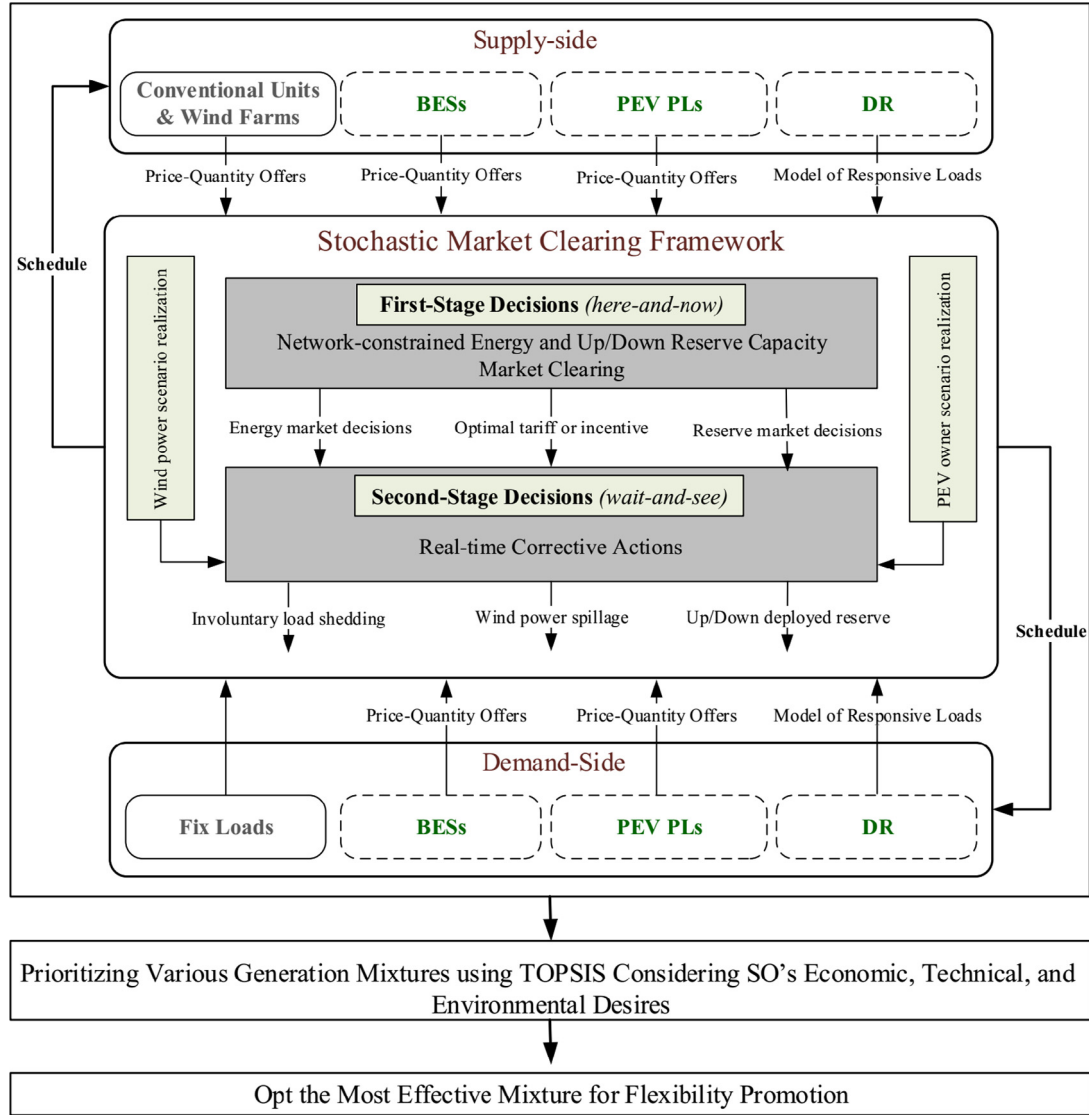 Supply-side
Conventional Units
& Wind Farms
BESs
PEV PLs
DR
Price-Quantity Offers
Price-Quantity Offers
Price-Quantity Offers
Model of Responsive Loads
Schedule
Stochastic Market Clearing Framework
Wind power scenario realization
PEV owner scenario realization
First-Stage Decisions (here-and-now)
Network-constrained Energy and Up/Down Reserve Capacity
Market Clearing
Energy market decisions
Optimal tariff or incentive
Reserve market decisions
Second-Stage Decisions (wait-and-see)
Real-time Corrective Actions
Involuntary load shedding
Wind power spillage
Up/Down deployed reserve
Schedule
Price-Quantity Offers
Price-Quantity Offers
Model of Responsive Loads
Demand-Side
Fix Loads
BESs
PEV PLs
DR
Prioritizing Various Generation Mixtures using TOPSIS Considering SO’s Economic, Technical, and
Environmental Desires
Opt the Most Effective Mixture for Flexibility Promotion